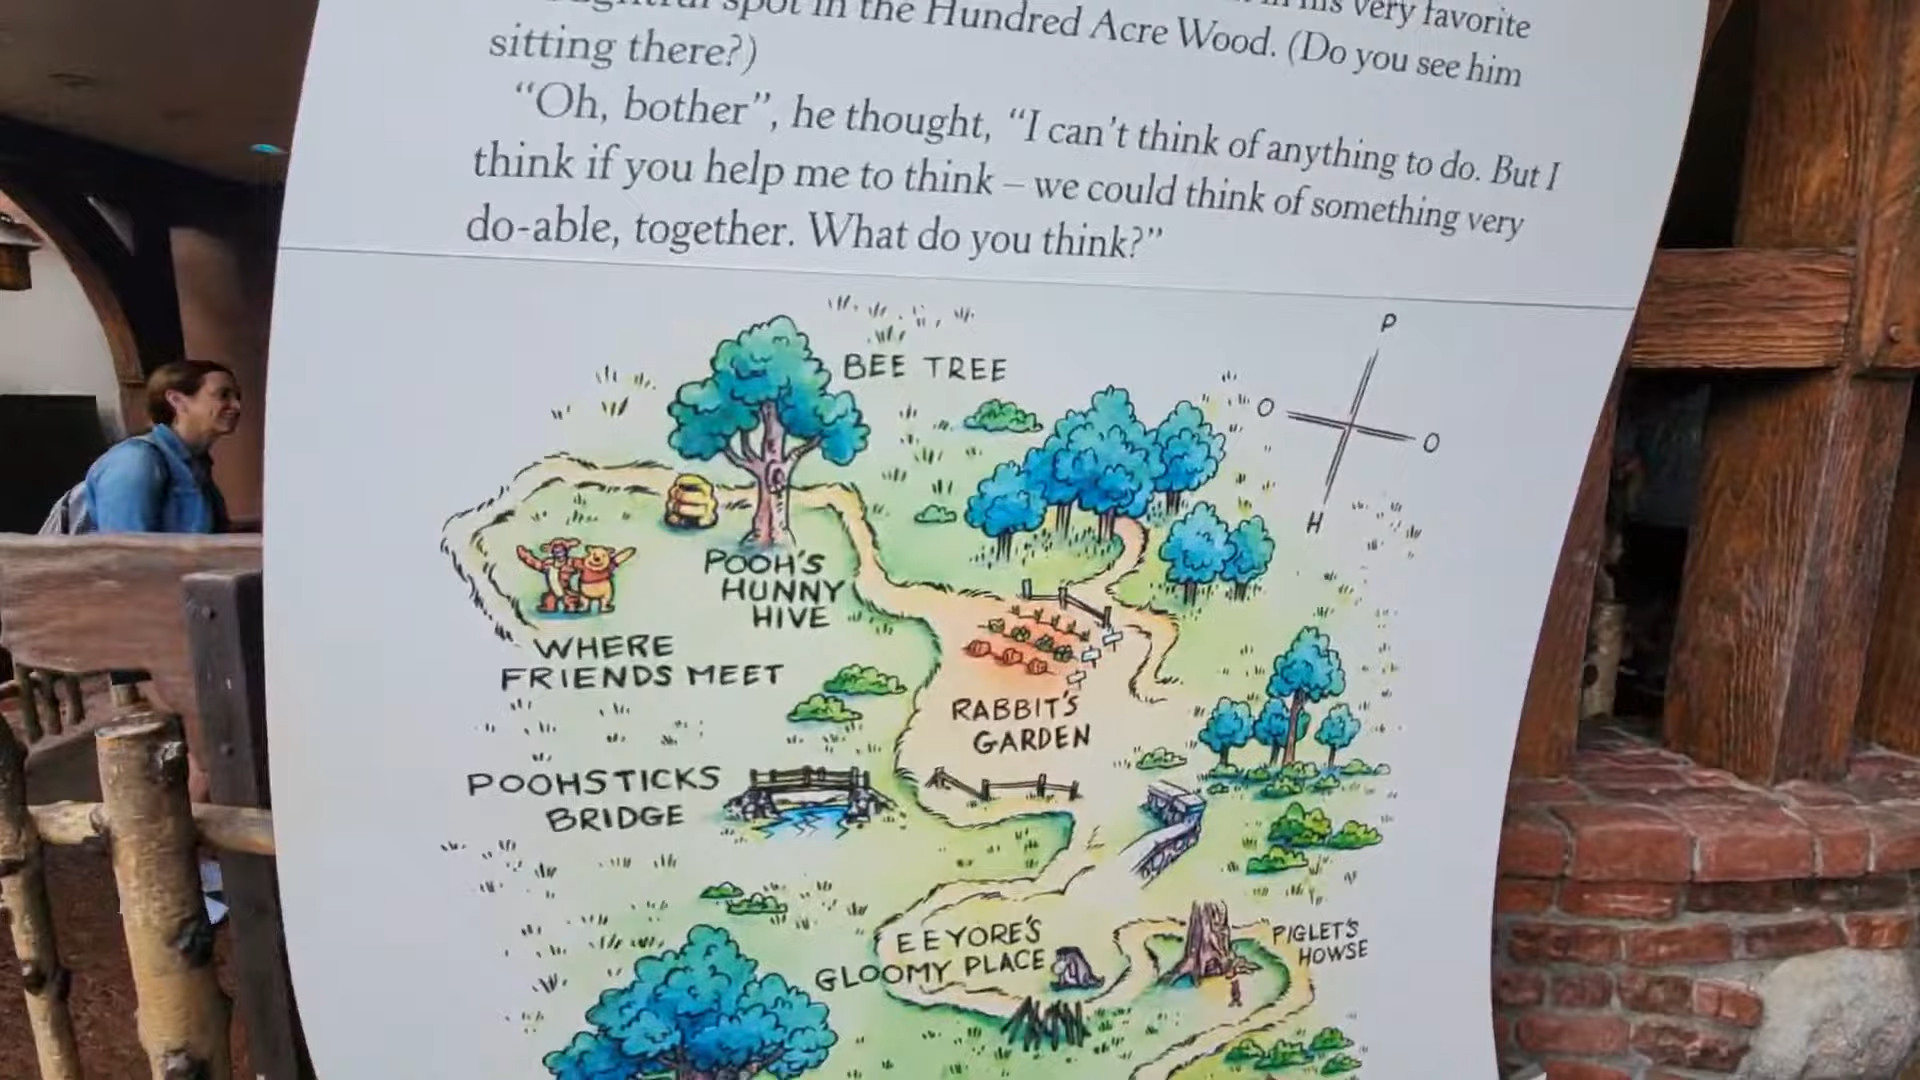 his very favorite
spot in the Hundred Acre Wood. (Do you see him
sitting there?)
“Oh, bother”, he thought, “I can’t think of anything to do. But I
think if you help me to think – we could think of something very
do-able, together. What do you think?”
P
BEE TREE
O
O
H
POOH'S
HUNNY
HIVE
WHERE
FRIENDS MEET
RABBIT'S
GARDEN
POOHSTICKS
BRIDGE
EEYORE'S
GLOOMY PLACE
PIGLET'S
HOWSE